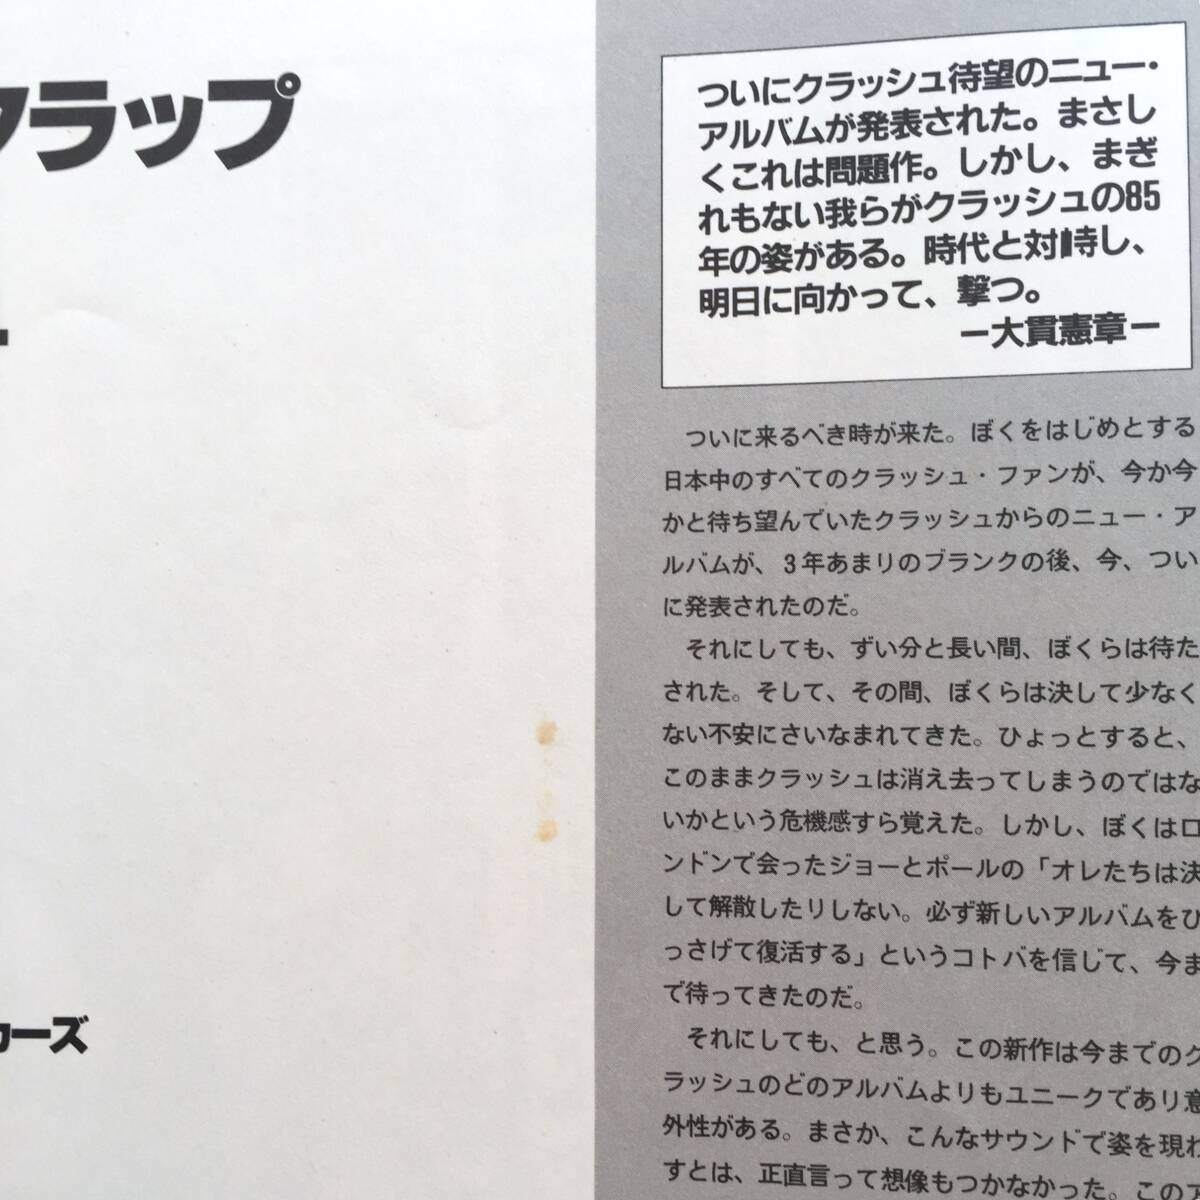 ラップ
カーズ
ついにクラッシュ待望のニュー・
アルバムが発表された。まさし
くこれは問題作。しかし、まぎ
れもない我らがクラッシュの85
年の姿がある。時代と対峙し、
明日に向かって、撃つ。
ー大貫憲章ー
ついに来るべき時が来た。ぼくをはじめとする
日本中のすべてのクラッシュ・ファンが、今か今
かと待ち望んでいたクラッシュからのニュー・ア
ルバムが、3年あまりのブランクの後、今、つい
に発表されたのだ。
それにしても、ずい分と長い間、ぼくらは待た
された。そして、その間、ぼくらは決して少なく
ない不安にさいなまれてきた。ひょっとすると、
このままクラッシュは消え去ってしまうのではな
いかという危機感すら覚えた。しかし、ぼくはロ
ンドンで会ったジョーとポールの「オレたちは決
して解散したりしない。必ず新しいアルバムをひ
っさげて復活する」というコトバを信じて、今ま
で待ってきたのだ。
それにしても、と思う。この新作は今までのク
ラッシュのどのアルバムよりもユニークであり意
外性がある。まさか、こんなサウンドで姿を現わ
すとは、正直言って想像もつかなかった。このア